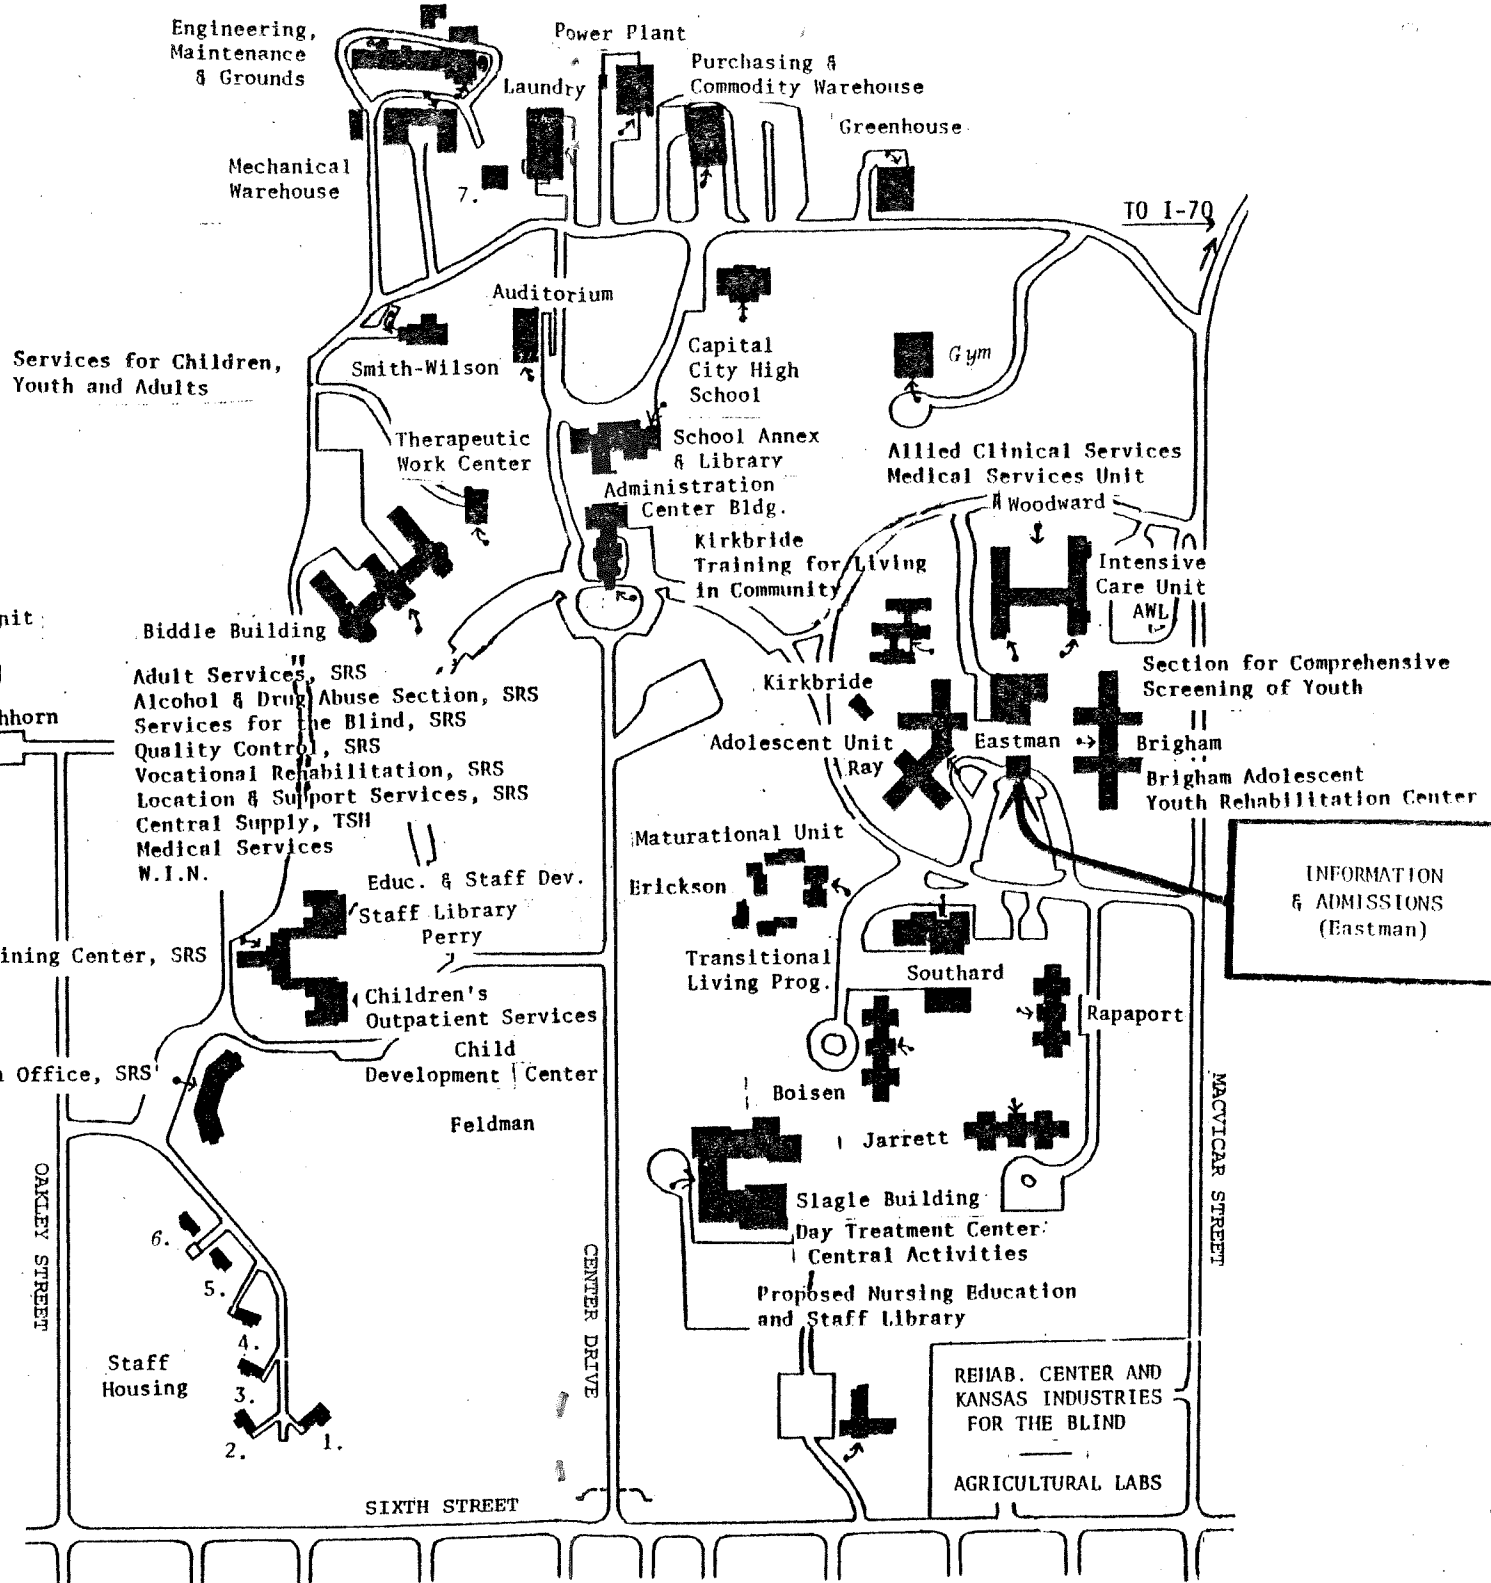 Engineering,
Maintenance
& Grounds
Power Plant
Laundry
Purchasing &
Commodity Warehouse
Greenhouse
Mechanical
Warehouse
7.
TO I-70
Auditorium
Services for Children,
Youth and Adults
Smith-Wilson
Capital
City High
School
Gym
Therapeutic
Work Center
School Annex
& Library
Administration
Center Bldg.
Allied Clinical Services
Medical Services Unit
Woodward
Kirkbride
Training for Living
in Community
Intensive
Care Unit
AWL
Biddle Building
Adult Services, SRS
Alcohol & Drug Abuse Section, SRS
Services for the Blind, SRS
Quality Control, SRS
Vocational Rehabilitation, SRS
Location & Support Services, SRS
Central Supply, TSH
Medical Services
W.I.N.
nit
hhorn
Kirkbride
Section for Comprehensive
Screening of Youth
Adolescent Unit
Ray
Eastman
Brigham
Brigham Adolescent
Youth Rehabilitation Center
Maturational Unit
Erickson
INFORMATION
& ADMISSIONS
(Eastman)
Educ. & Staff Dev.
Staff Library
Perry
ining Center, SRS
Transitional
Living Prog.
Southard
Children's
Outpatient Services
Child
Development Center
Rapaport
n Office, SRS
Boisen
Feldman
Jarrett
MACVICAR STREET
OAKLEY STREET
Slagle Building
Day Treatment Center
Central Activities
6.
5.
CENTER DRIVE
Proposed Nursing Education
and Staff Library
4.
Staff
Housing
3.
2.
1.
REHAB. CENTER AND
KANSAS INDUSTRIES
FOR THE BLIND
AGRICULTURAL LABS
SIXTH STREET